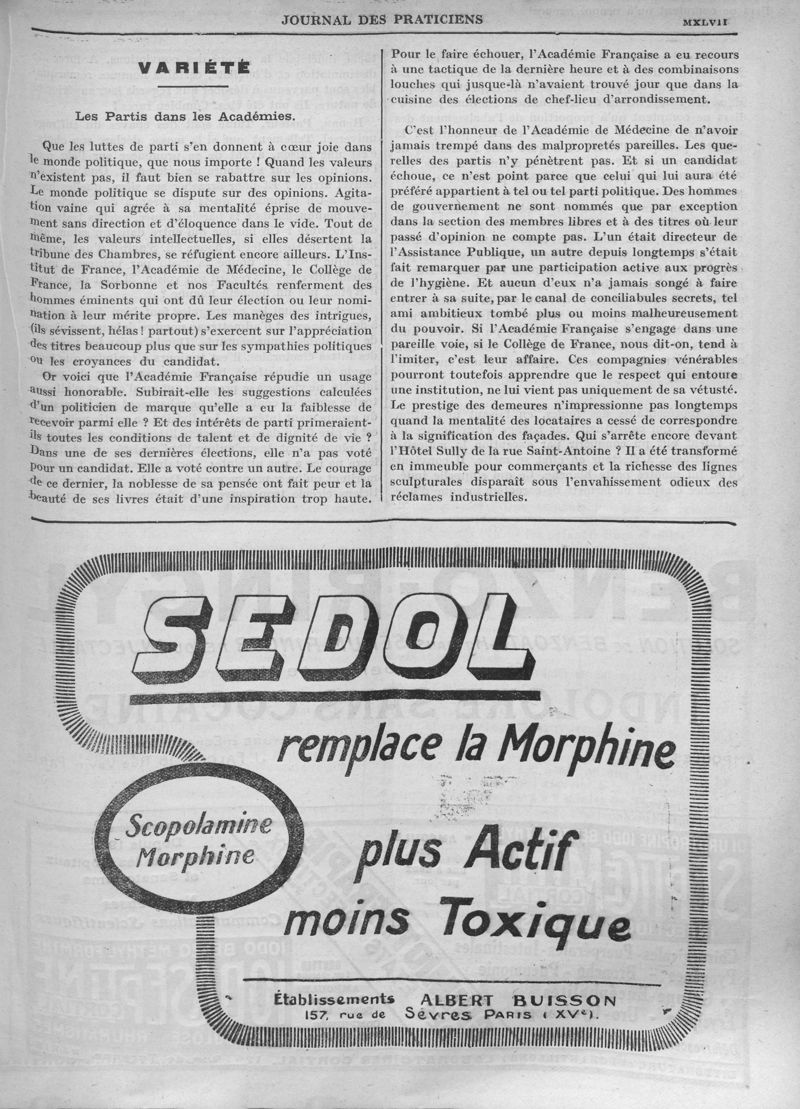 JOURNAL DES PRATICIENS
MXLVII
VARIÉTÉ
Les Partis dans les Académies.
Que les luttes de parti s'en donnent à cœur joie dans
le monde politique, que nous importe ! Quand les valeurs
n'existent pas, il faut bien se rabattre sur les opinions.
Le monde politique se dispute sur des opinions. Agita-
tion vaine qui agrée à sa mentalité éprise de mouve-
ment sans direction et d'éloquence dans le vide. Tout de
même, les valeurs intellectuelles, si elles désertent la
tribune des Chambres, se réfugient encore ailleurs. L'Ins-
titut de France, l'Académie de Médecine, le Collège de
France, la Sorbonne et nos Facultés renferment des
hommes éminents qui ont dû leur élection ou leur nomi-
nation à leur mérite propre. Les manèges des intrigues,
(ils sévissent, hélas ! partout) s'exercent sur l'appréciation
des titres beaucoup plus que sur les sympathies politiques
ou les croyances du candidat.
Or voici que l'Académie Française répudie un usage
aussi honorable. Subirait-elle les suggestions calculées
d'un politicien de marque qu'elle a eu la faiblesse de
recevoir parmi elle ? Et des intérêts de parti primeraient-
ils toutes les conditions de talent et de dignité de vie ?
Dans une de ses dernières élections, elle n'a pas voté
pour un candidat. Elle a voté contre un autre. Le courage
de ce dernier, la noblesse de sa pensée ont fait peur et la
beauté de ses livres était d'une inspiration trop haute.
Pour le faire échouer, l'Académie Française a eu recours
à une tactique de la dernière heure et à des combinaisons
louches qui jusque-là n'avaient trouvé jour que dans la
cuisine des élections de chef-lieu d'arrondissement.
C'est l'honneur de l'Académie de Médecine de n'avoir
jamais trempé dans des malpropretés pareilles. Les que-
relles des partis n'y pénètrent pas. Et si un candidat
échoue, ce n'est point parce que celui qui lui aura été
préféré appartient à tel ou tel parti politique. Des hommes
de gouvernement ne sont nommés que par exception
dans la section des membres libres et à des titres où leur
passé d'opinion ne compte pas. L'un était directeur de
l'Assistance Publique, un autre depuis longtemps s'était
fait remarquer par une participation active aux progrès
de l'hygiène. Et aucun d'eux n'a jamais songé à faire
entrer à sa suite, par le canal de conciliabules secrets, tel
ami ambitieux tombé plus ou moins malheureusement
du pouvoir. Si l'Académie Française s'engage dans une
pareille voie, si le Collège de France, nous dit-on, tend à
l'imiter, c'est leur affaire. Ces compagnies vénérables
pourront toutefois apprendre que le respect qui entoure
une institution, ne lui vient pas uniquement de sa vétusté.
Le prestige des demeures n'impressionne pas longtemps
quand la mentalité des locataires a cessé de correspondre
à la signification des façades. Qui s'arrête encore devant
l'Hôtel Sully de la rue Saint-Antoine ? Il a été transformé
en immeuble pour commerçants et la richesse des lignes
sculpturales disparaît sous l'envahissement odieux des
réclames industrielles.
SEDOL
remplace la Morphine
Scopolamine
Morphine
plus Actif
moins Toxique
Établissements ALBERT BUISSON
157, rue de Sèvres PARIS (XVe).